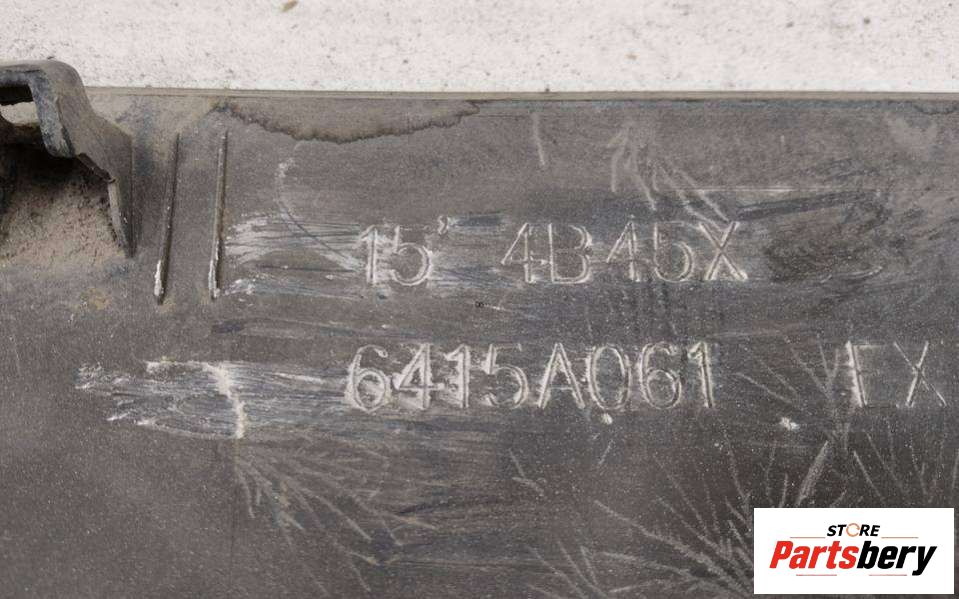 15" 4B45X
6415A061 EX
STORE
Partsbery